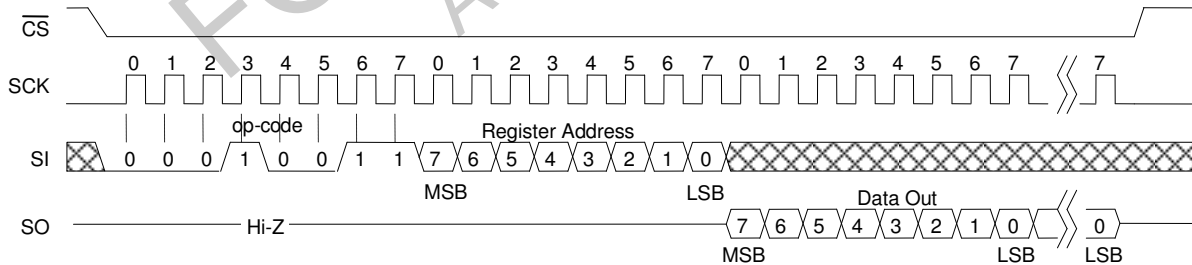 CS
0 1 2 3 4 5 6 7 0 1 2 3 4 5 6 7 0 1 2 3 4 5 6 7 7
SCK
op-code Register Address
SI 0 0 0 1 0 0 1 1 7 6 5 4 3 2 1 0
MSB LSB
Data Out
SO Hi-Z 7 6 5 4 3 2 1 0 0
MSB LSB LSB